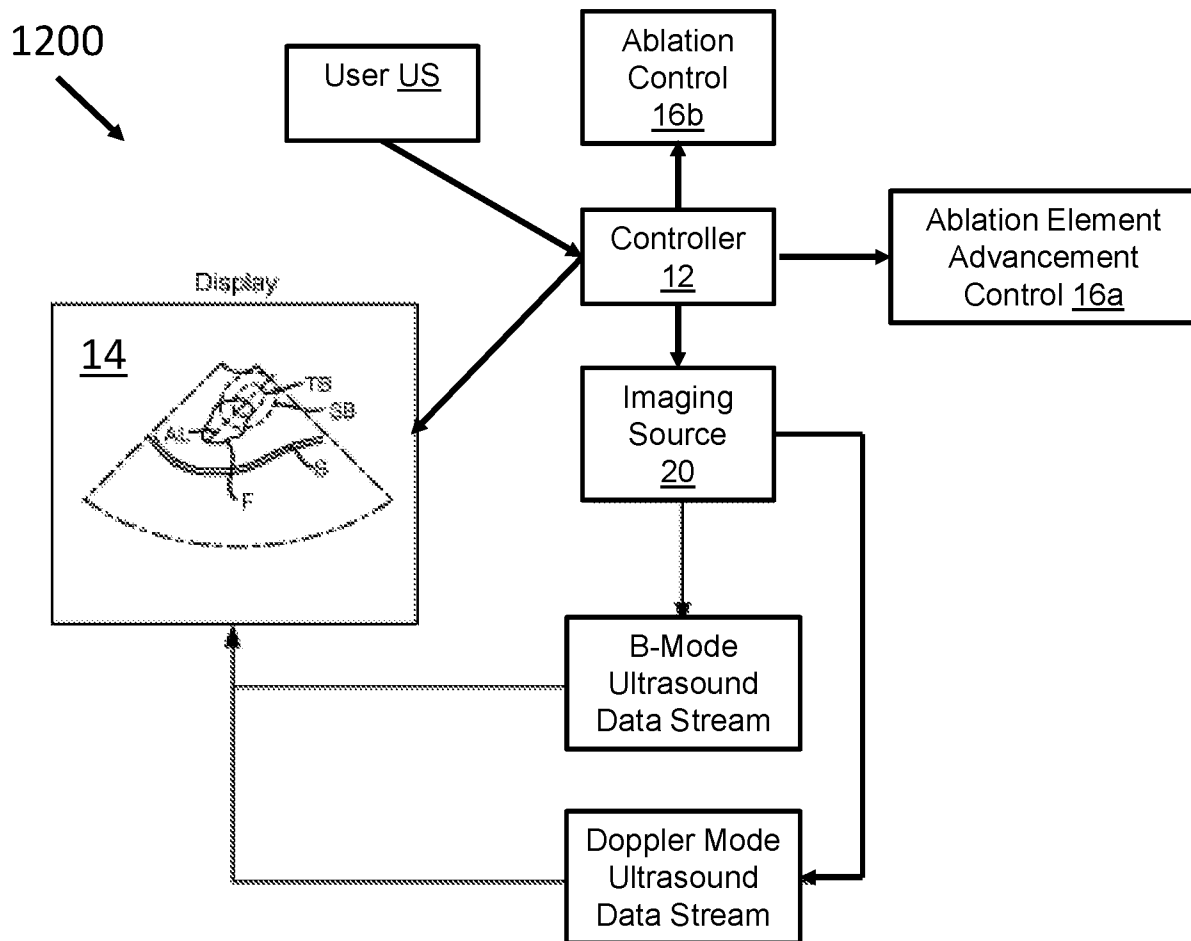 1200
User US
Ablation
Control
16b
Controller
12
Ablation Element
Advancement
Control 16a
Display
14
TB
SB
AL
S
F
Imaging
Source
20
B-Mode
Ultrasound
Data Stream
Doppler Mode
Ultrasound
Data Stream